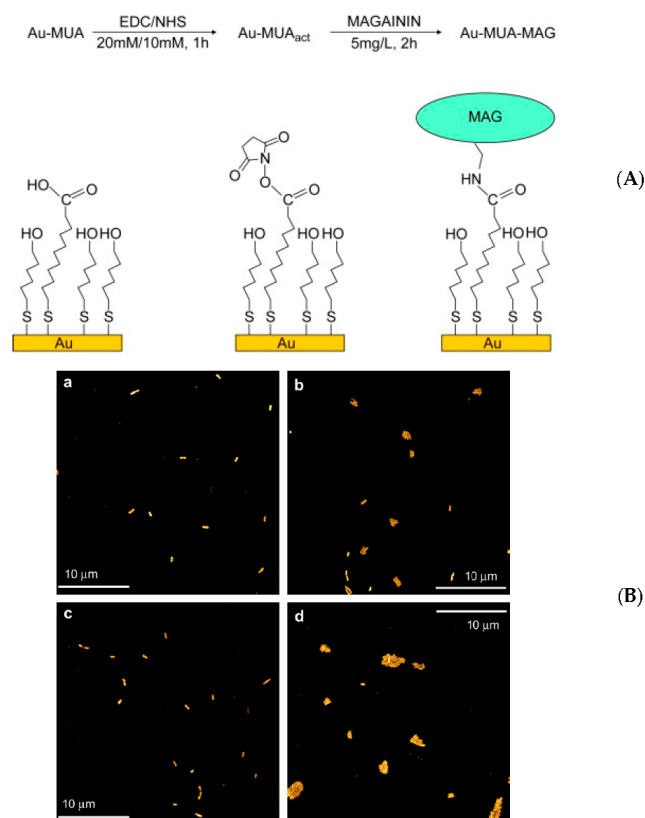 EDC/NHS
MAGAININ
Au-MUA
Au-MUAact
Au-MUA-MAG
20mM/10mM, 1h
5mg/L, 2h
MAG
O
N
O
HO
O
O
O
HN
O
(A)
HO
HO HO
HO
HO HO
HO
HO HO
S S S S
S S S S
S S S S
Au
Au
Au
a
b
10 µm
10 µm
(B)
c
d
10 µm
10 µm